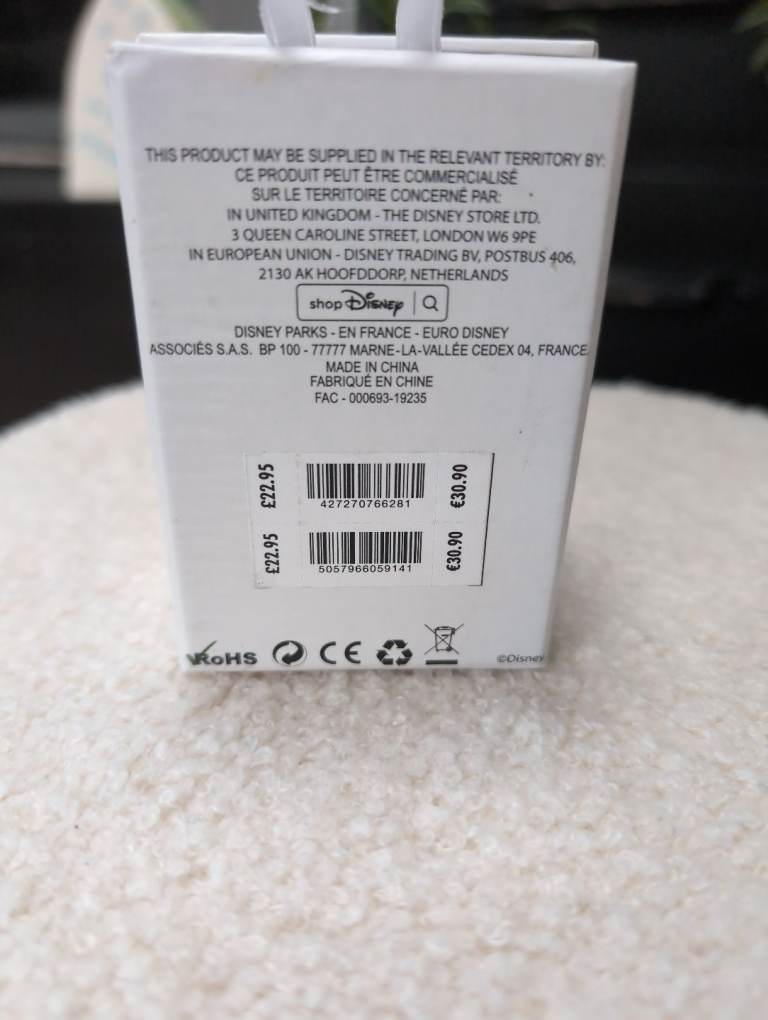 THIS PRODUCT MAY BE SUPPLIED IN THE RELEVANT TERRITORY BY:
CE PRODUIT PEUT ÊTRE COMMERCIALISÉ
SUR LE TERRITOIRE CONCERNÉ PAR:
IN UNITED KINGDOM - THE DISNEY STORE LTD.
3 QUEEN CAROLINE STREET, LONDON W6 9PE
IN EUROPEAN UNION - DISNEY TRADING BV, POSTBUS 406,
2130 AK HOOFDDORP, NETHERLANDS
shop Disney
DISNEY PARKS - EN FRANCE - EURO DISNEY
ASSOCIÉS S.A.S. BP 100 - 77777 MARNE-LA-VALLÉE CEDEX 04, FRANCE.
MADE IN CHINA
FABRIQUÉ EN CHINE
FAC - 000693-19235
£22.95
427270766281
€30.90
£22.95
5057966059141
€30.90
RoHS
CE
©Disney